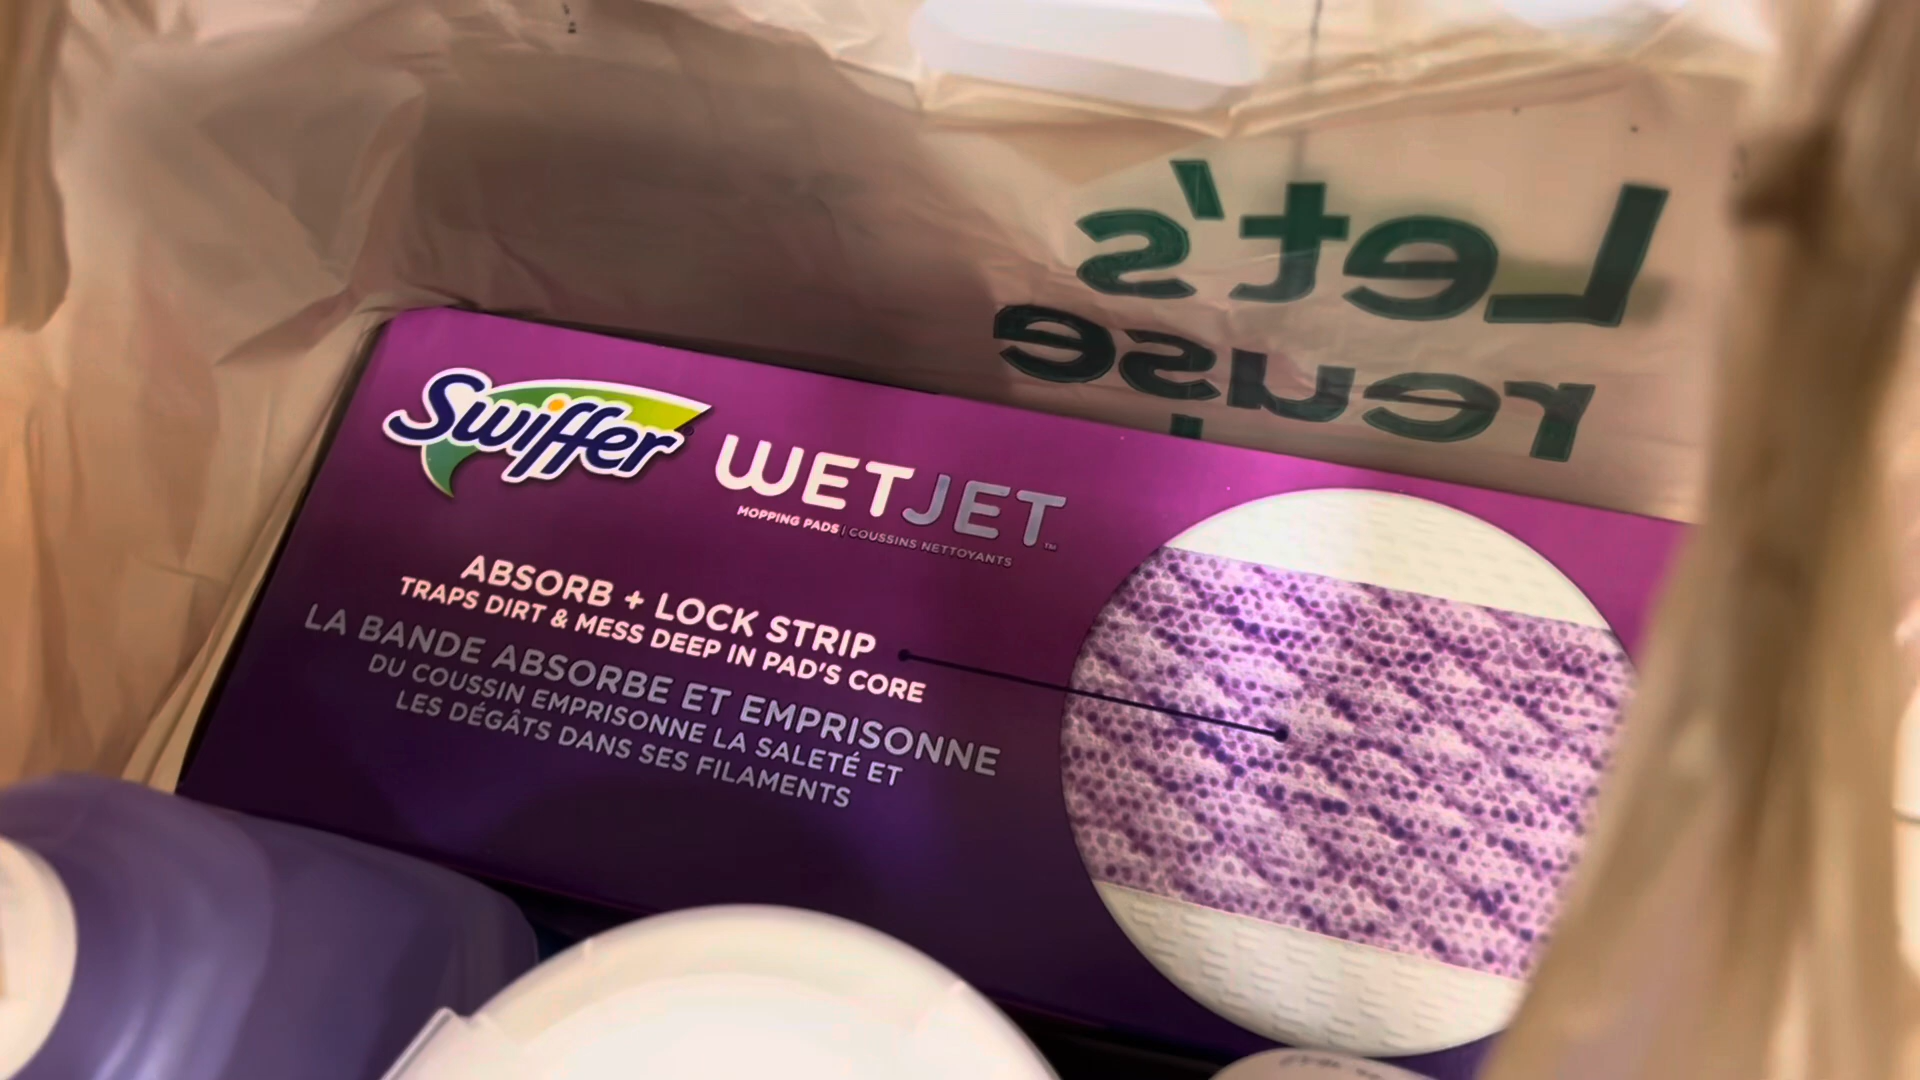 Let's
reuse
Swiffer
WETJET™
MOPPING PADS | COUSSINS NETTOYANTS
ABSORB + LOCK STRIP
TRAPS DIRT & MESS DEEP IN PAD'S CORE
LA BANDE ABSORBE ET EMPRISONNE
DU COUSSIN EMPRISONNE LA SALETÉ ET
LES DÉGÂTS DANS SES FILAMENTS